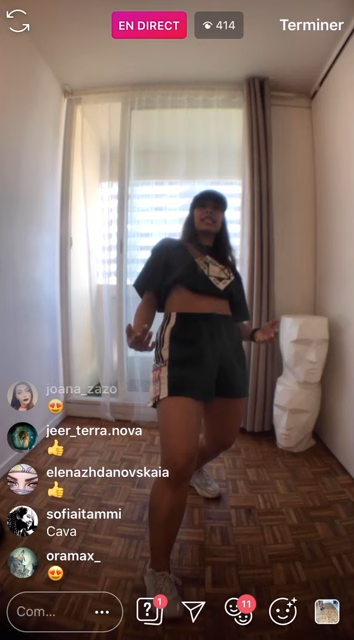 EN DIRECT 414 Terminer
joana_zazo
😍
jeer_terra.nova
👍
elenazhdanovskaia
👍
sofiaitammi
Cava
oramax_
😍
Com... 1 11